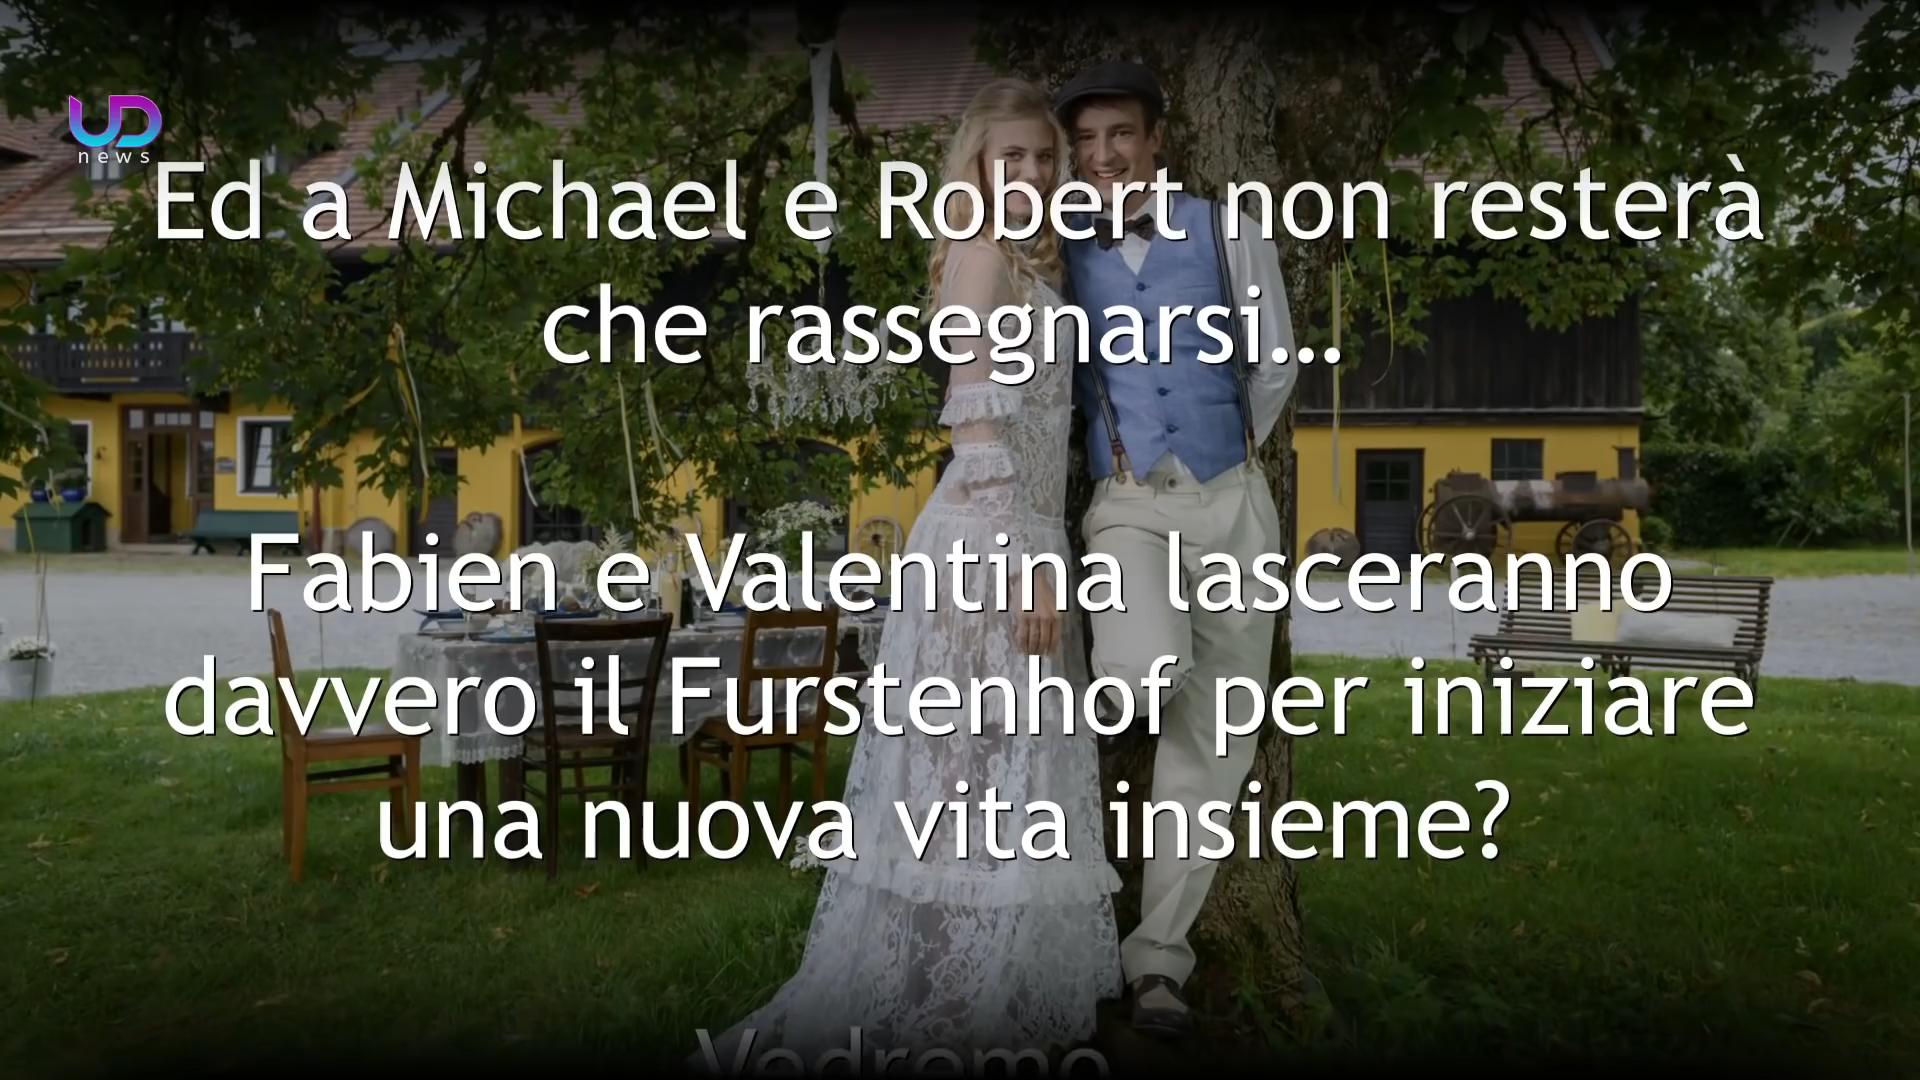 UD
news
Ed a Michael e Robert non resterà
che rassegnarsi...
Fabien e Valentina lasceranno
davvero il Furstenhof per iniziare
una nuova vita insieme?
Vedremo